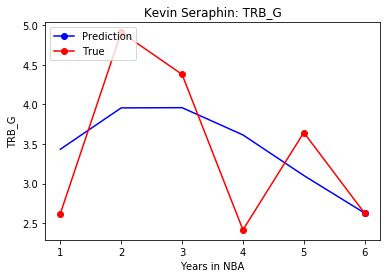 Kevin Seraphin: TRB_G
Prediction
True
5.0
4.5
4.0
3.5
3.0
2.5
TRB_G
1 2 3 4 5 6
Years in NBA